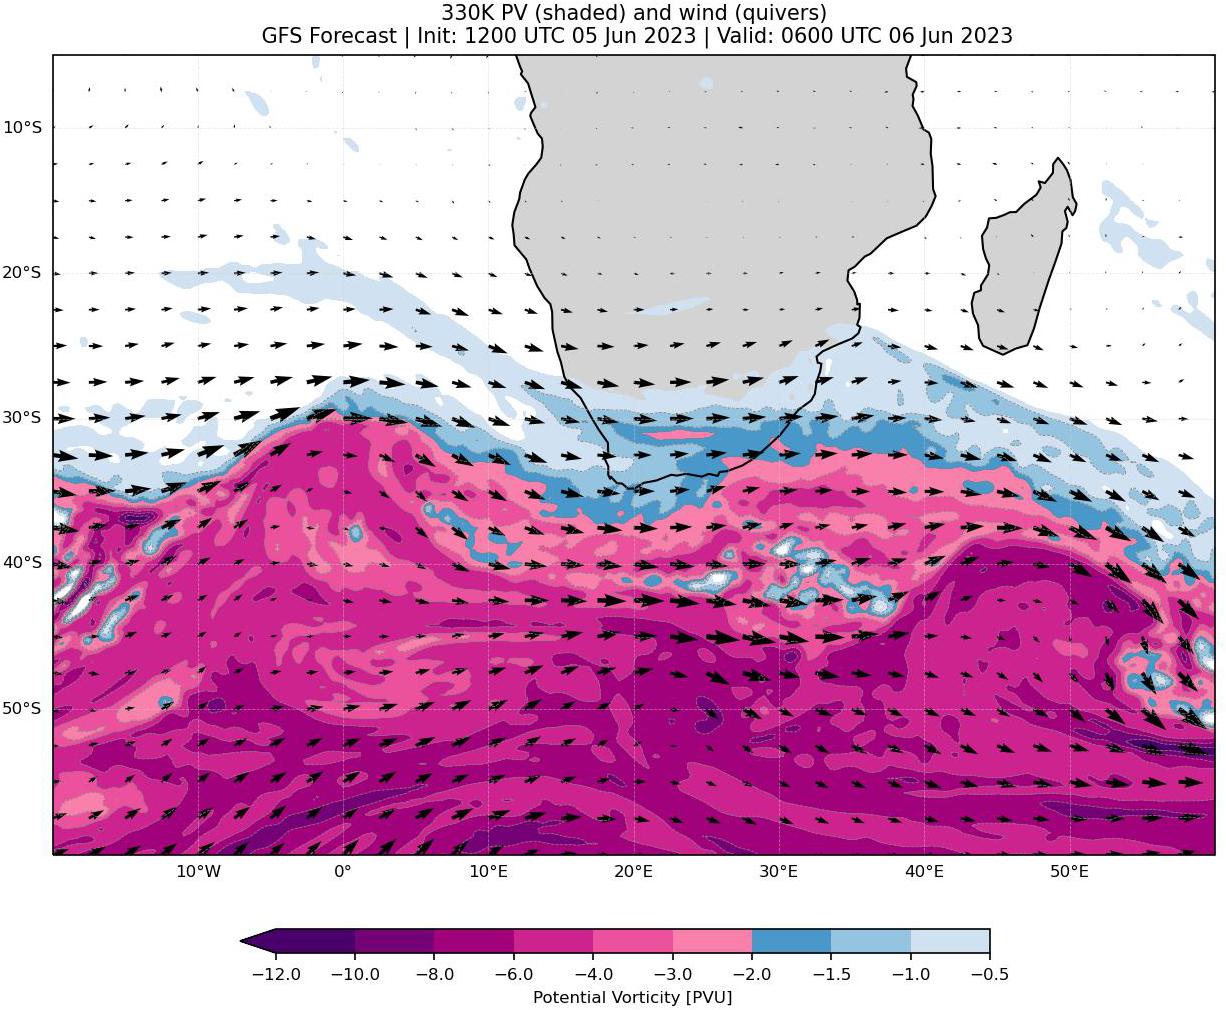 330K PV (shaded) and wind (quivers)
GFS Forecast | Init: 1200 UTC 05 Jun 2023 | Valid: 0600 UTC 06 Jun 2023
10°S
20°S
30°S
40°S
50°S
10°W
0°
10°E
20°E
30°E
40°E
50°E
−12.0
−10.0
−8.0
−6.0
−4.0
−3.0
−2.0
−1.5
−1.0
−0.5
Potential Vorticity [PVU]